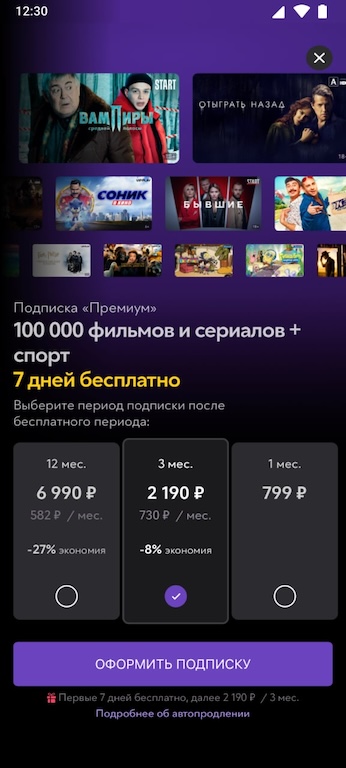 12:30
START
ВАМПИРЫ
средней полосы
ОТЫГРАТЬ НАЗАД
A
18+
СОНИК
в кино
START
БЫВШИЕ
Подписка «Премиум»
100 000 фильмов и сериалов +
спорт
7 дней бесплатно
Выберите период подписки после
бесплатного периода:
12 мес. 3 мес. 1 мес.
6 990 ₽ 2 190 ₽ 799 ₽
582 ₽ / мес. 730 ₽ / мес.
-27% экономия -8% экономия
ОФОРМИТЬ ПОДПИСКУ
Первые 7 дней бесплатно, далее 2 190 ₽ / 3 мес.
Подробнее об автопродлении